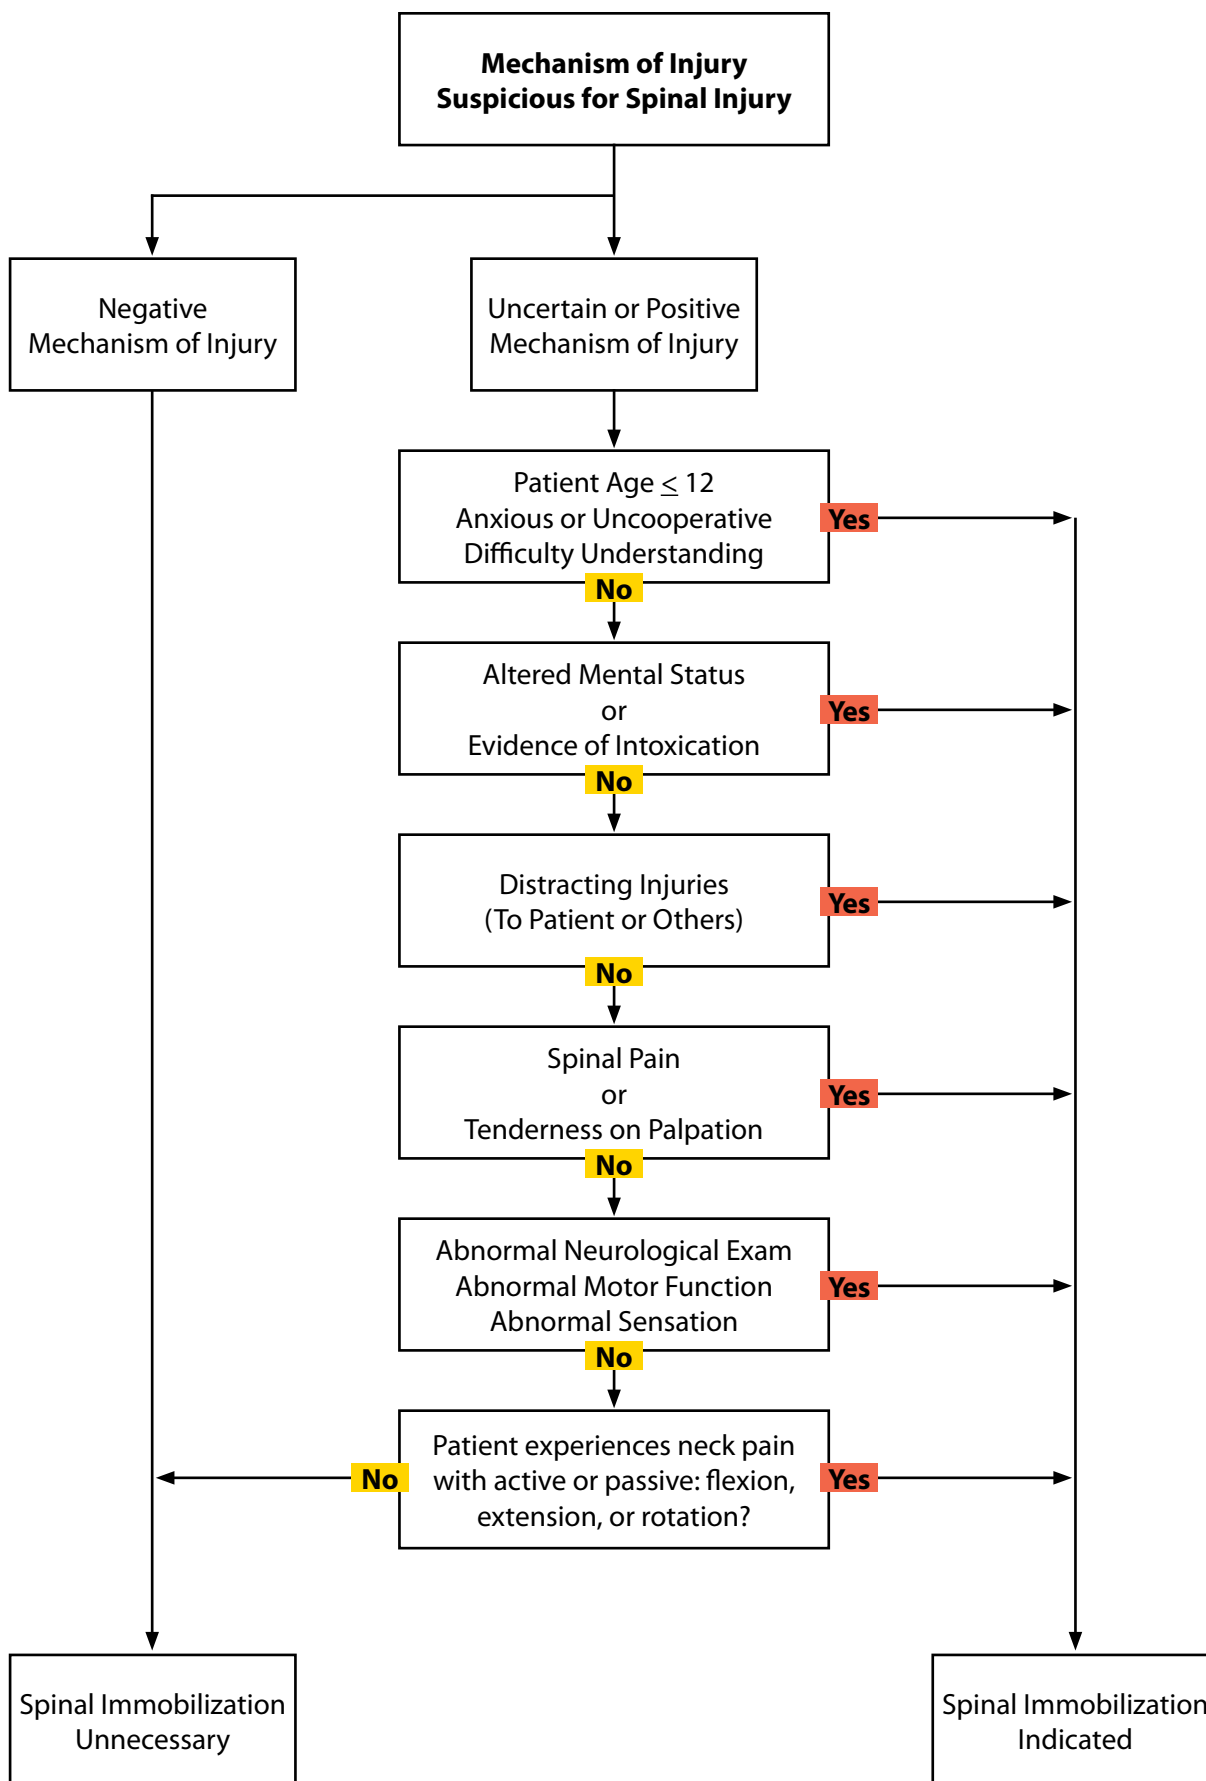 Mechanism of Injury
Suspicious for Spinal Injury
Negative
Mechanism of Injury
Uncertain or Positive
Mechanism of Injury
Patient Age ≤ 12
Anxious or Uncooperative
Difficulty Understanding
Yes
No
Altered Mental Status
or
Evidence of Intoxication
Yes
No
Distracting Injuries
(To Patient or Others)
Yes
No
Spinal Pain
or
Tenderness on Palpation
Yes
No
Abnormal Neurological Exam
Abnormal Motor Function
Abnormal Sensation
Yes
No
Patient experiences neck pain
with active or passive: flexion,
extension, or rotation?
No
Yes
Spinal Immobilization
Unnecessary
Spinal Immobilization
Indicated